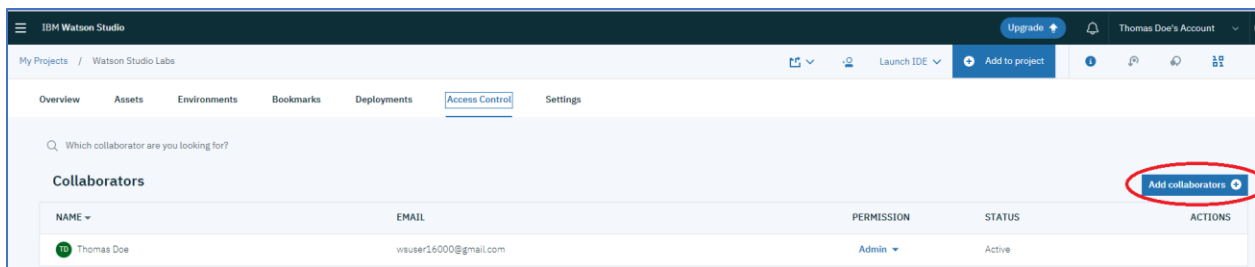 IBM Watson Studio Upgrade Thomas Doe's Account
My Projects / Watson Studio Labs Launch IDE Add to project
Overview Assets Environments Bookmarks Deployments Access Control Settings
Which collaborator are you looking for?
Collaborators Add collaborators
NAME EMAIL PERMISSION STATUS ACTIONS
TD Thomas Doe wsuser16000@gmail.com Admin Active